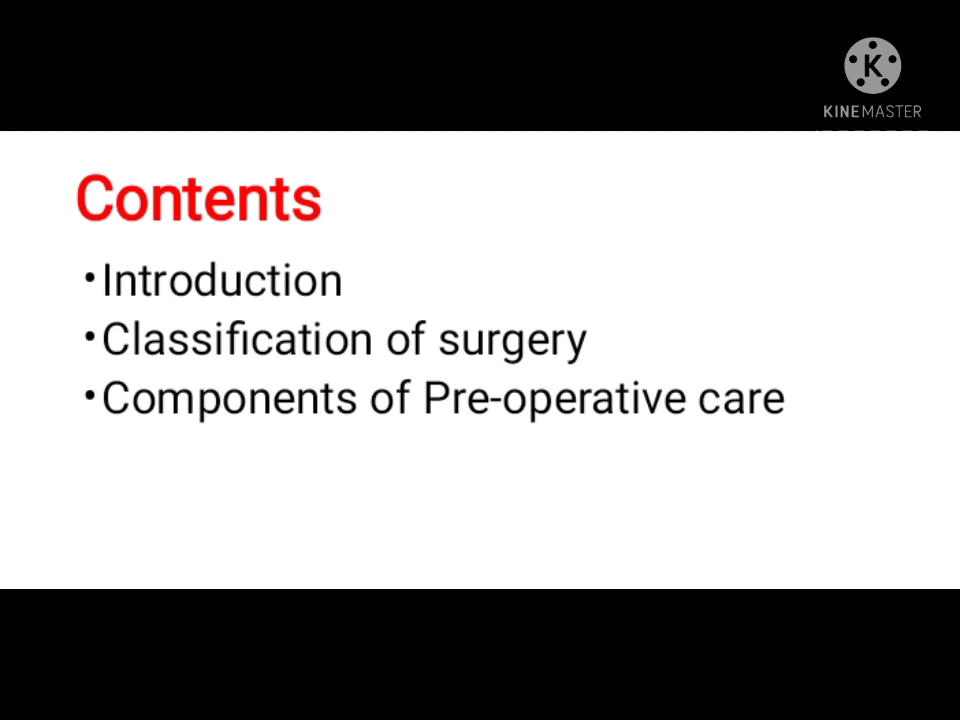 K
KINEMASTER
Contents
•Introduction
•Classification of surgery
•Components of Pre-operative care